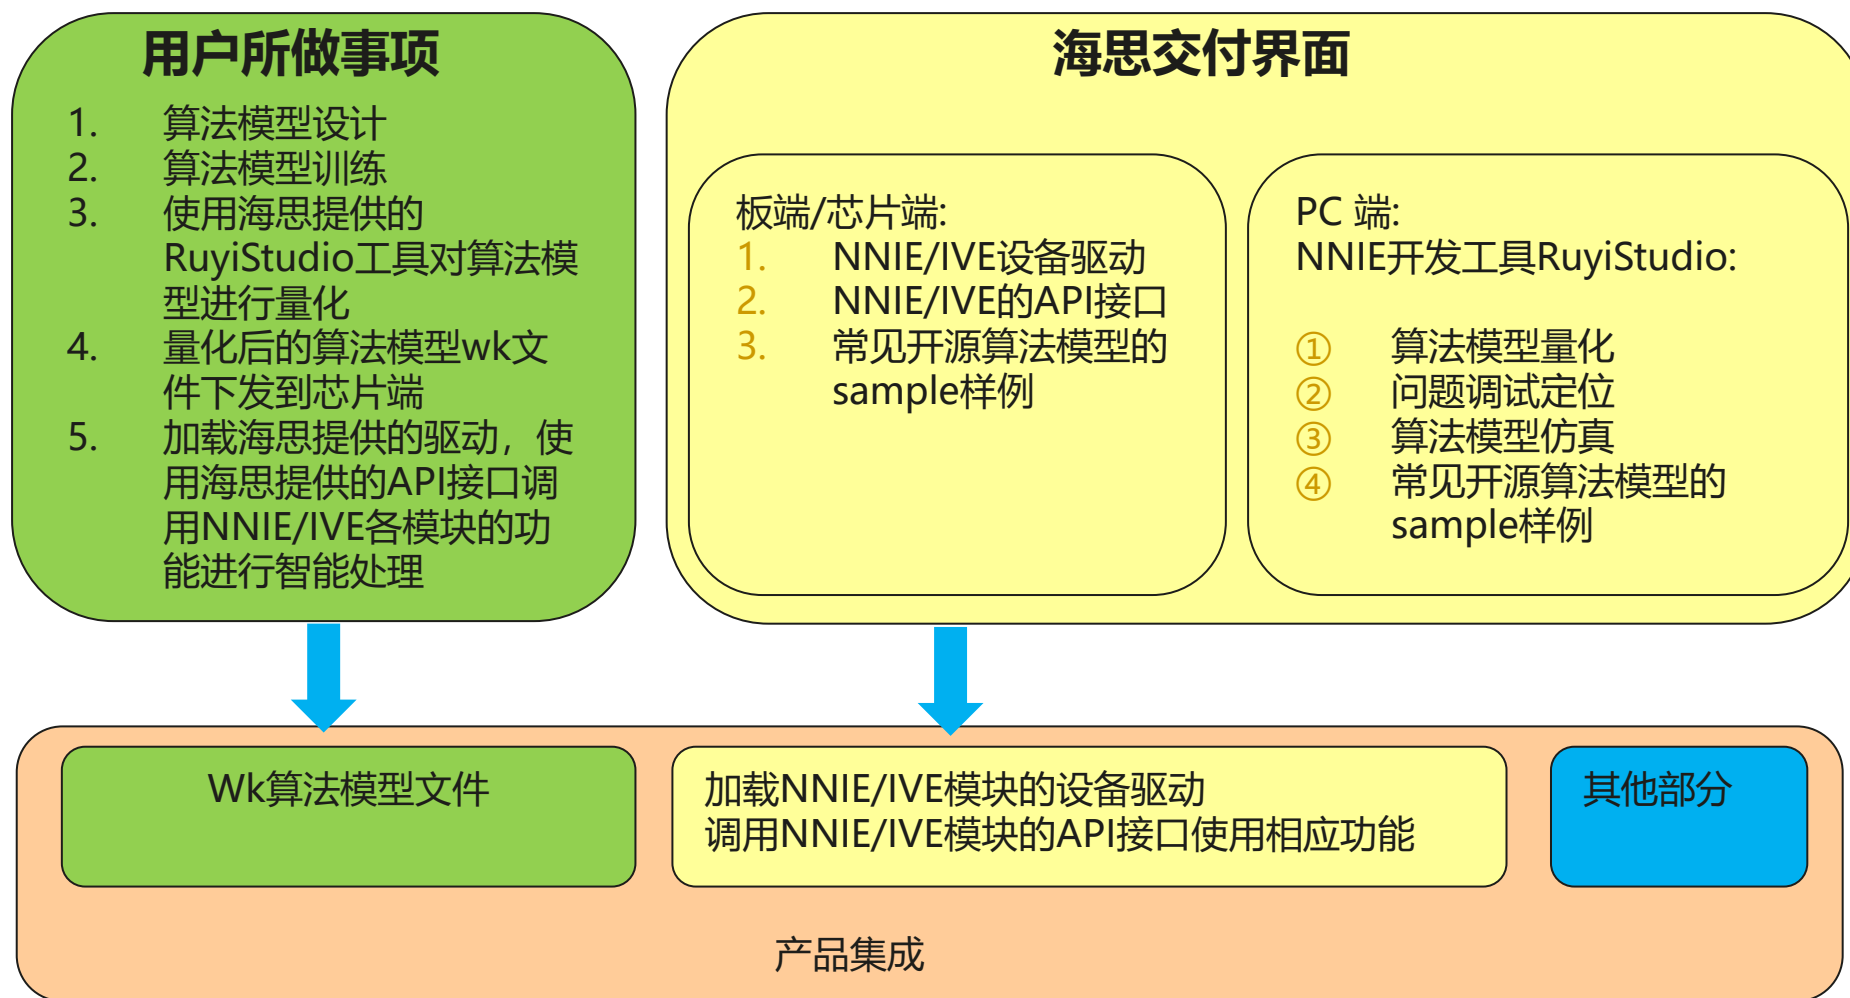 用户所做事项
1. 算法模型设计
2. 算法模型训练
3. 使用海思提供的
RuyiStudio工具对算法模
型进行量化
4. 量化后的算法模型wk文
件下发到芯片端
5. 加载海思提供的驱动，使
用海思提供的API接口调
用NNIE/IVE各模块的功
能进行智能处理
海思交付界面
板端/芯片端:
1. NNIE/IVE设备驱动
2. NNIE/IVE的API接口
3. 常见开源算法模型的
sample样例
PC 端:
NNIE开发工具RuyiStudio:
① 算法模型量化
② 问题调试定位
③ 算法模型仿真
④ 常见开源算法模型的
sample样例
Wk算法模型文件
加载NNIE/IVE模块的设备驱动
调用NNIE/IVE模块的API接口使用相应功能
其他部分
产品集成